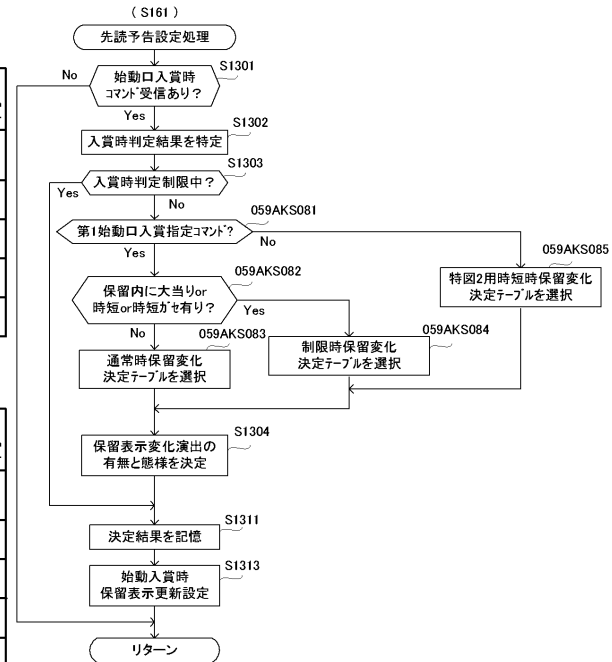 ( S161 )
先読予告設定処理
S1301
No
始動口入賞時
コマンド受信あり？
Yes
S1302
入賞時判定結果を特定
S1303
入賞時判定制限中？
Yes
No
059AKS081
第1始動口入賞指定コマンド？
No
Yes
059AKS085
特図2用時短時保留変化
決定テーブルを選択
059AKS082
保留内に大当りor
時短or時短ガセ有り？
Yes
No
059AKS083
通常時保留変化
決定テーブルを選択
059AKS084
制限時保留変化
決定テーブルを選択
S1304
保留表示変化演出の
有無と態様を決定
S1311
決定結果を記憶
S1313
始動入賞時
保留表示更新設定
リターン